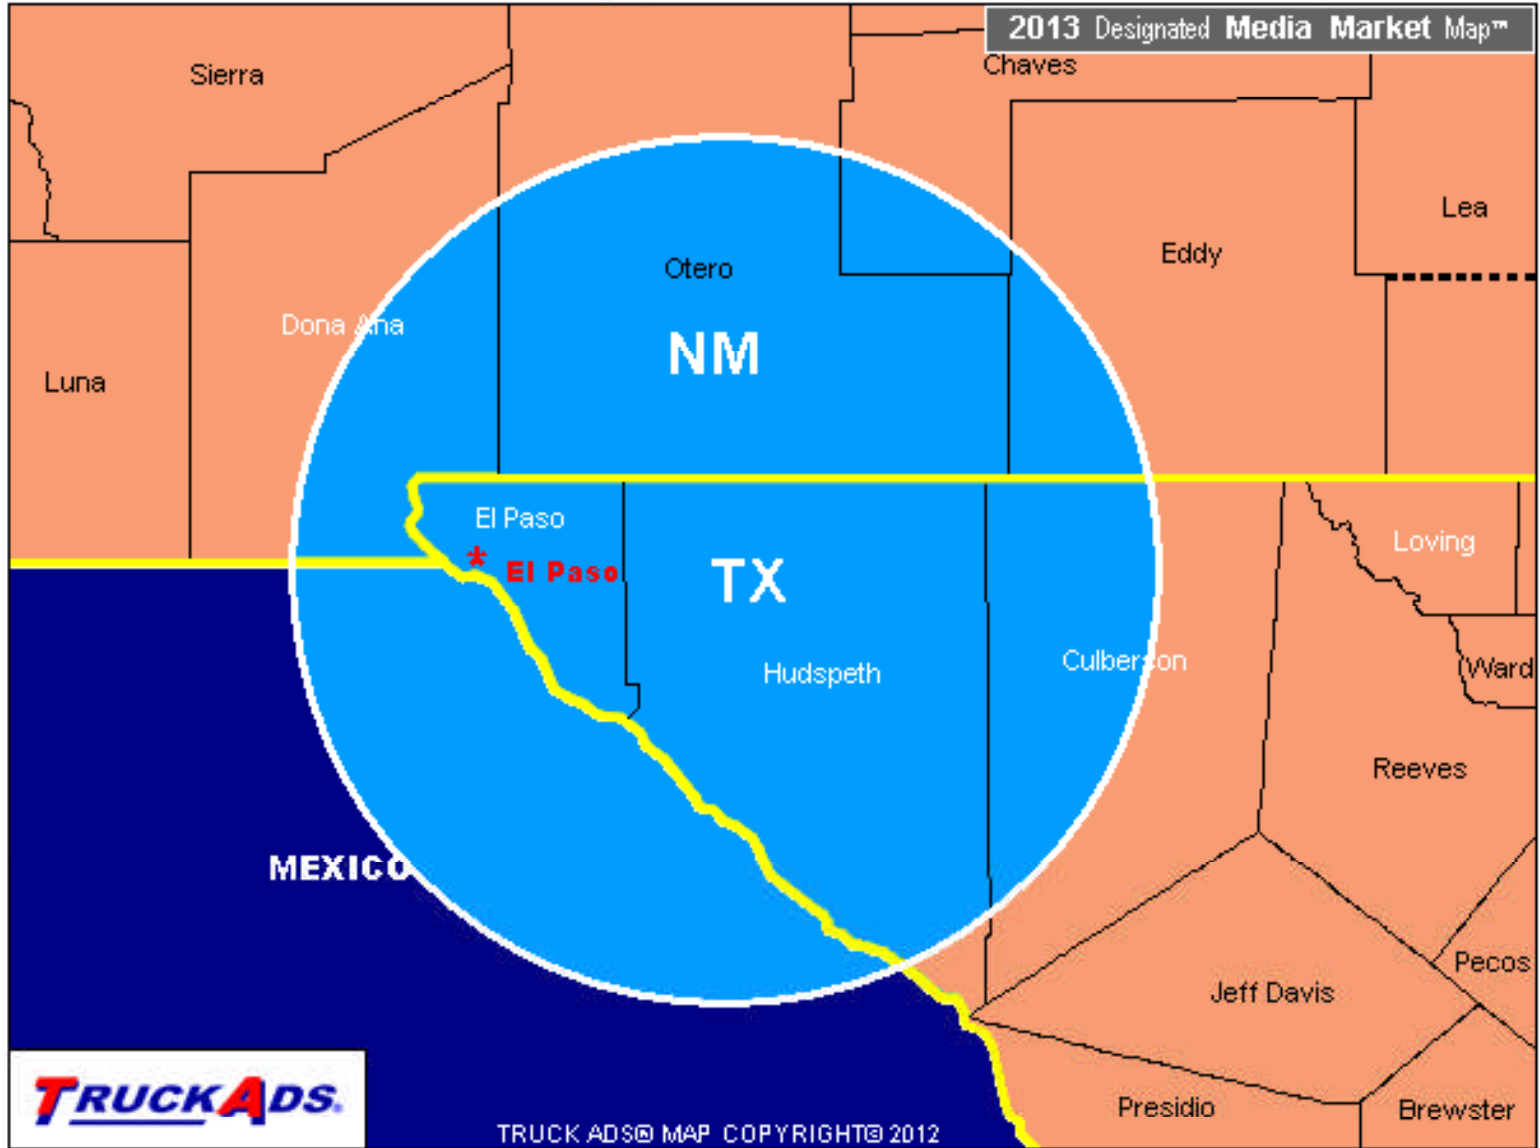 2013 Designated Media Market Map™
Sierra
Chaves
Lea
Eddy
Otero
Dona Ana
NM
Luna
El Paso
* El Paso
TX
Loving
Culberson
Ward
Hudspeth
Reeves
MEXICO
Pecos
Jeff Davis
TRUCKADS.
Presidio
Brewster
TRUCK ADS® MAP COPYRIGHT© 2012